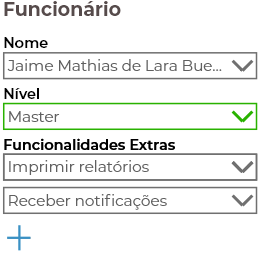 Funcionário
Nome
Jaime Mathias de Lara Bue...
Nível
Master
Funcionalidades Extras
Imprimir relatórios
Receber notificações